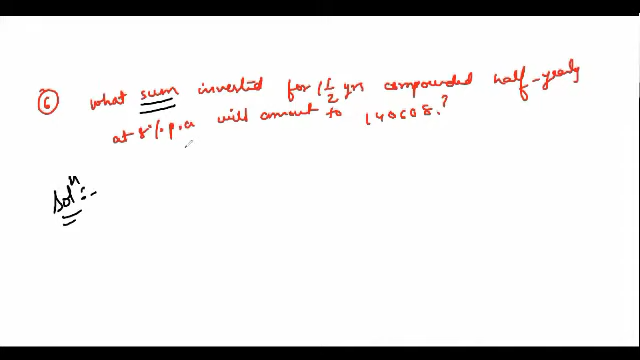 ⑥ What sum invested for 1 1/2 yrs compounded half-yearly
at 8% p.a will amount to 140608?
Solⁿ :-